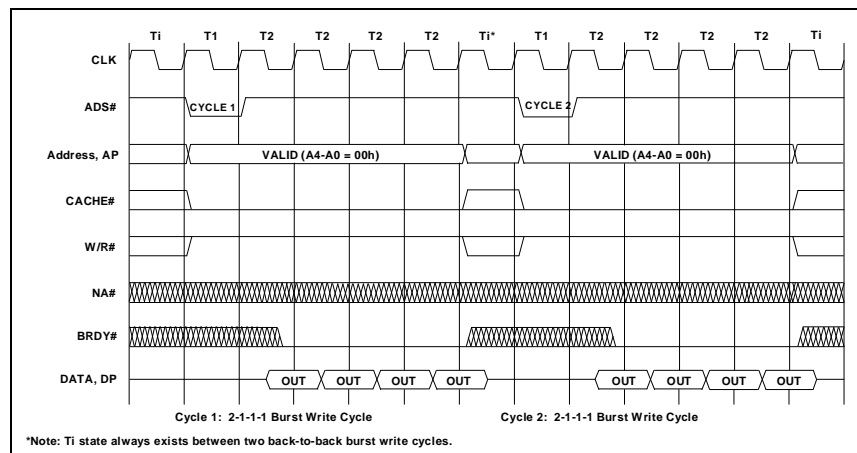 Ti T1 T2 T2 T2 T2 Ti* T1 T2 T2 T2 T2 Ti
CLK
ADS# CYCLE 1 CYCLE 2
Address, AP VALID (A4-A0 = 00h) VALID (A4-A0 = 00h)
CACHE#
W/R#
NA#
BRDY#
DATA, DP OUT OUT OUT OUT OUT OUT OUT OUT
Cycle 1: 2-1-1-1 Burst Write Cycle Cycle 2: 2-1-1-1 Burst Write Cycle
*Note: Ti state always exists between two back-to-back burst write cycles.